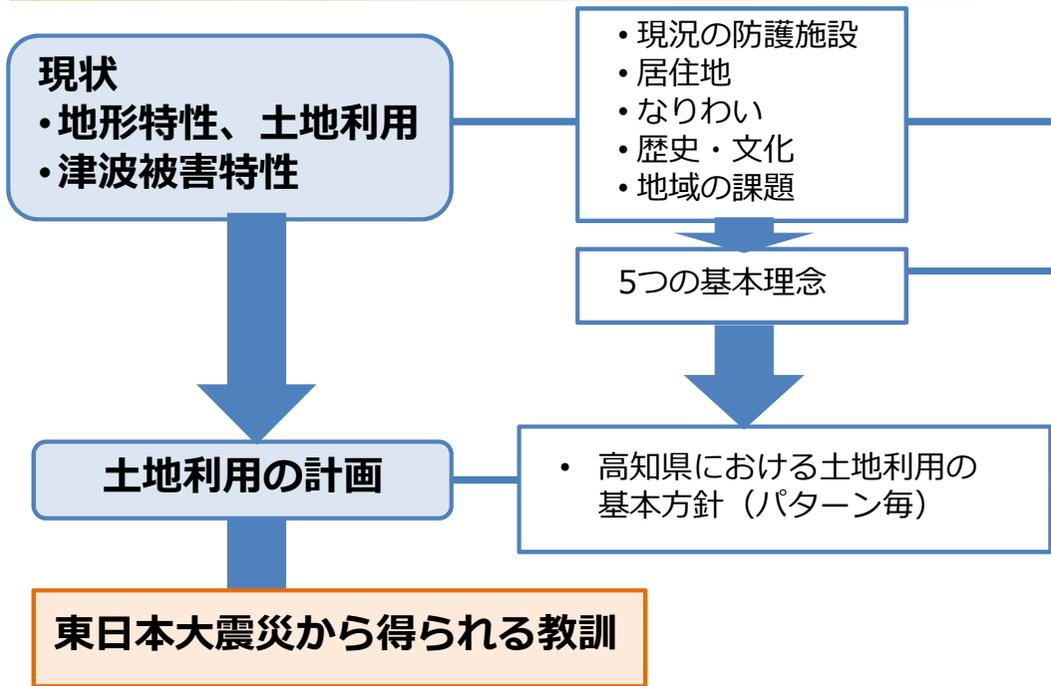 現状
•地形特性、土地利用
•津波被害特性
• 現況の防護施設
• 居住地
• なりわい
• 歴史・文化
• 地域の課題
5つの基本理念
土地利用の計画
• 高知県における土地利用の
基本方針（パターン毎）
東日本大震災から得られる教訓